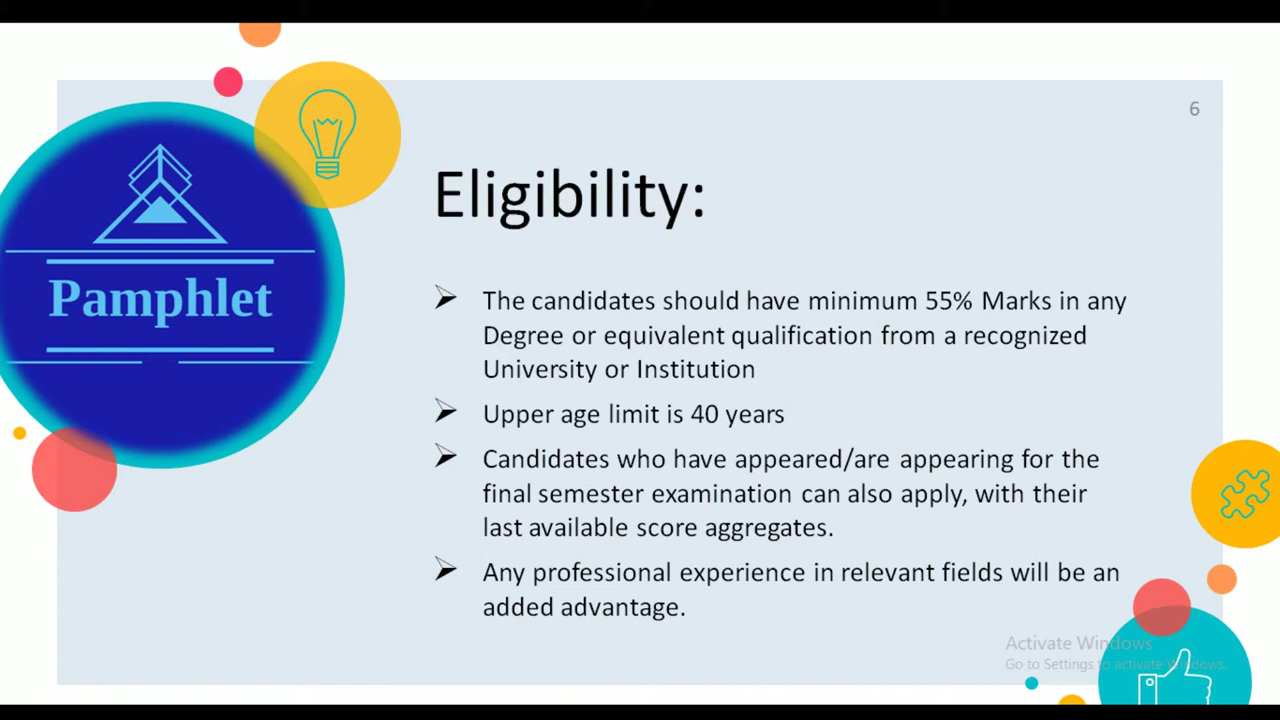 6
Pamphlet
Eligibility:
➢ The candidates should have minimum 55% Marks in any
Degree or equivalent qualification from a recognized
University or Institution
➢ Upper age limit is 40 years
➢ Candidates who have appeared/are appearing for the
final semester examination can also apply, with their
last available score aggregates.
➢ Any professional experience in relevant fields will be an
added advantage.
Activate Windows
Go to Settings to activate Windows.